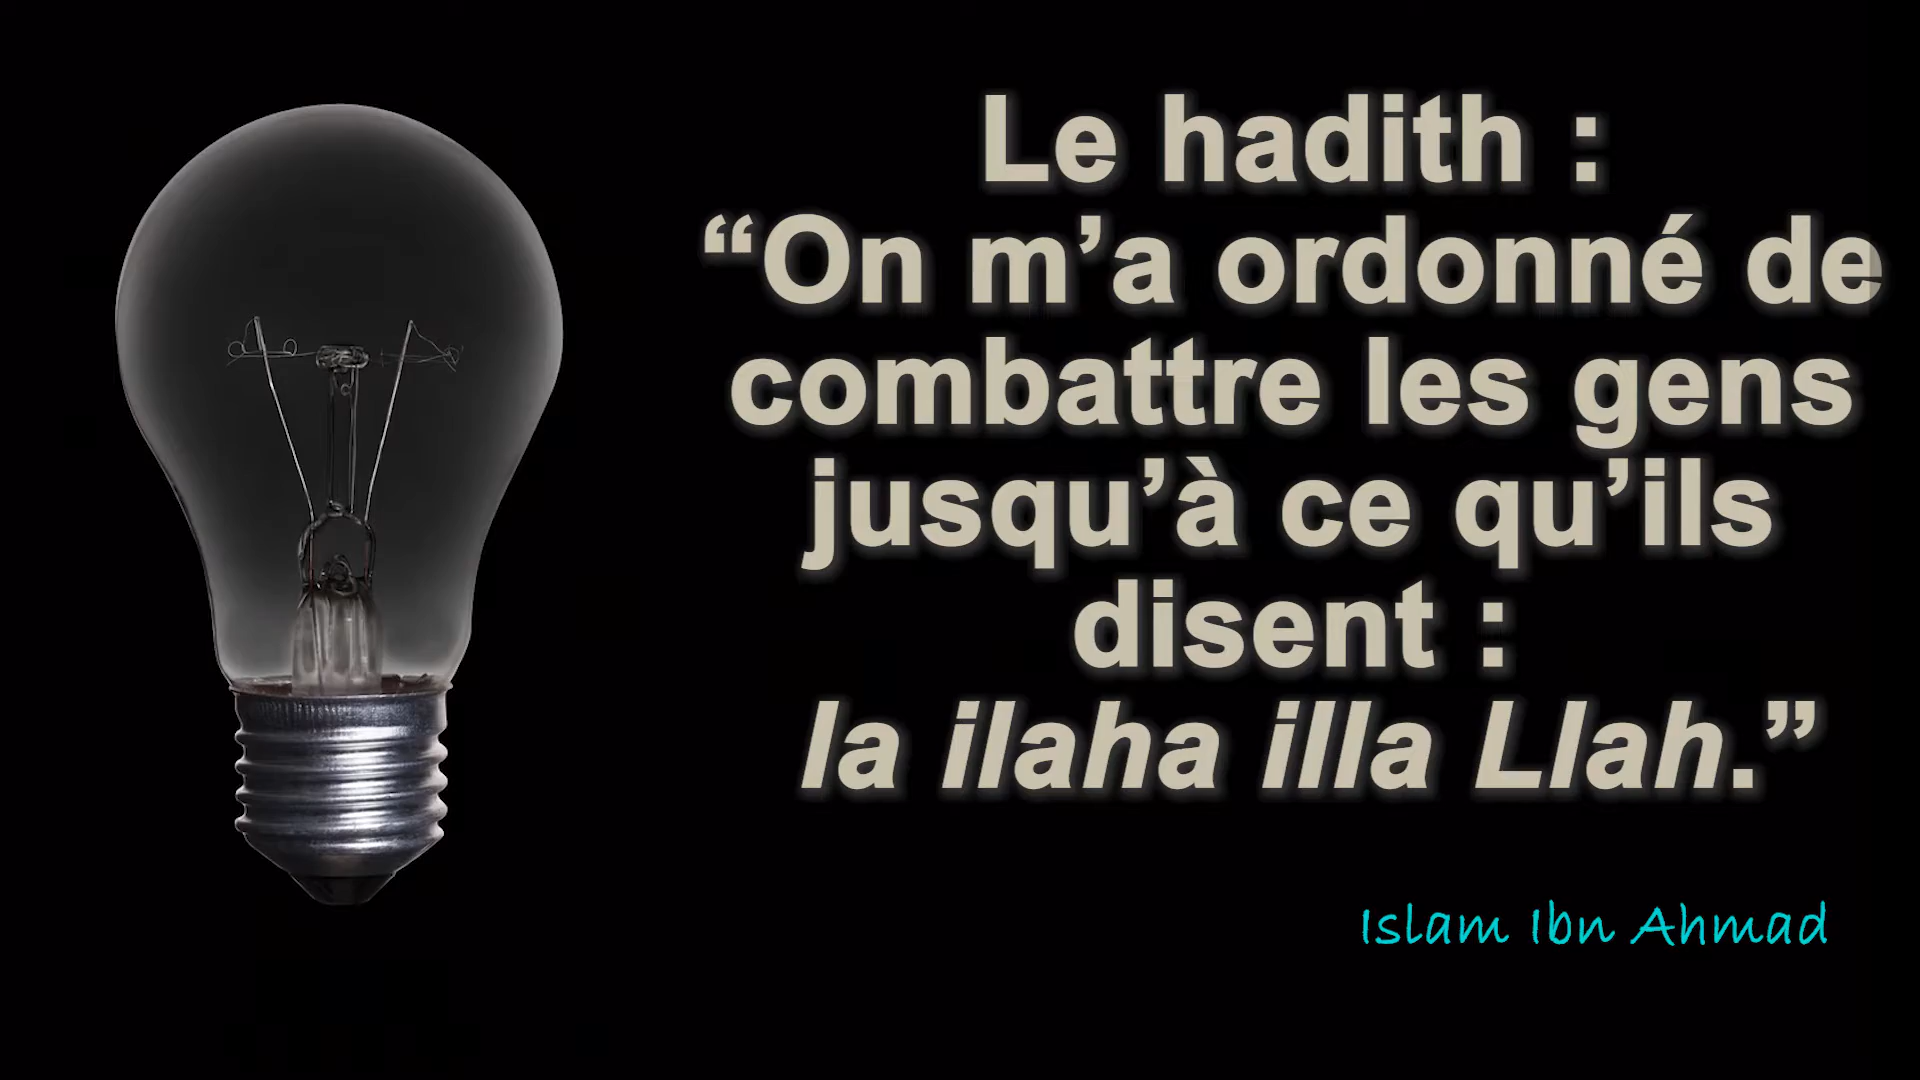 Le hadith :
“On m’a ordonné de
combattre les gens
jusqu’à ce qu’ils
disent :
la ilaha illa Llah.”
Islam Ibn Ahmad